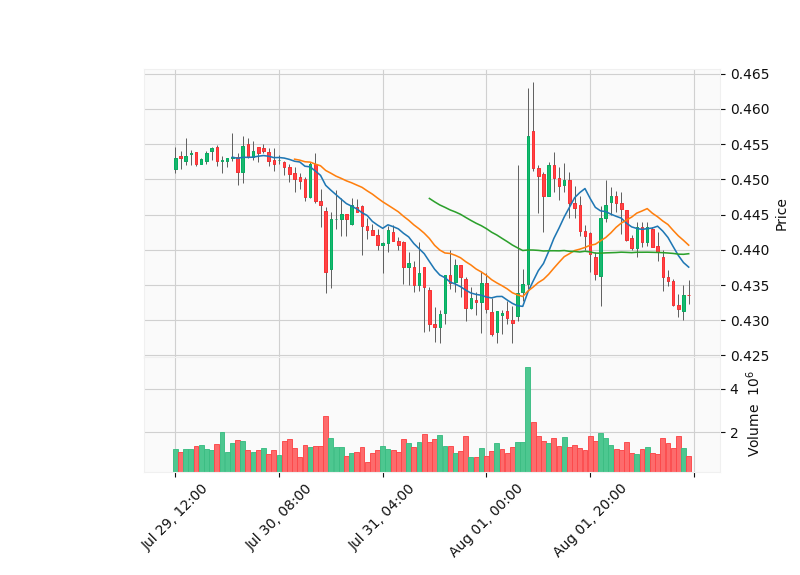 0.465
0.460
0.455
0.450
0.445
0.440
0.435
0.430
0.425
Price
4
2
Volume 10⁶
Jul 29, 12:00
Jul 30, 08:00
Jul 31, 04:00
Aug 01, 00:00
Aug 01, 20:00